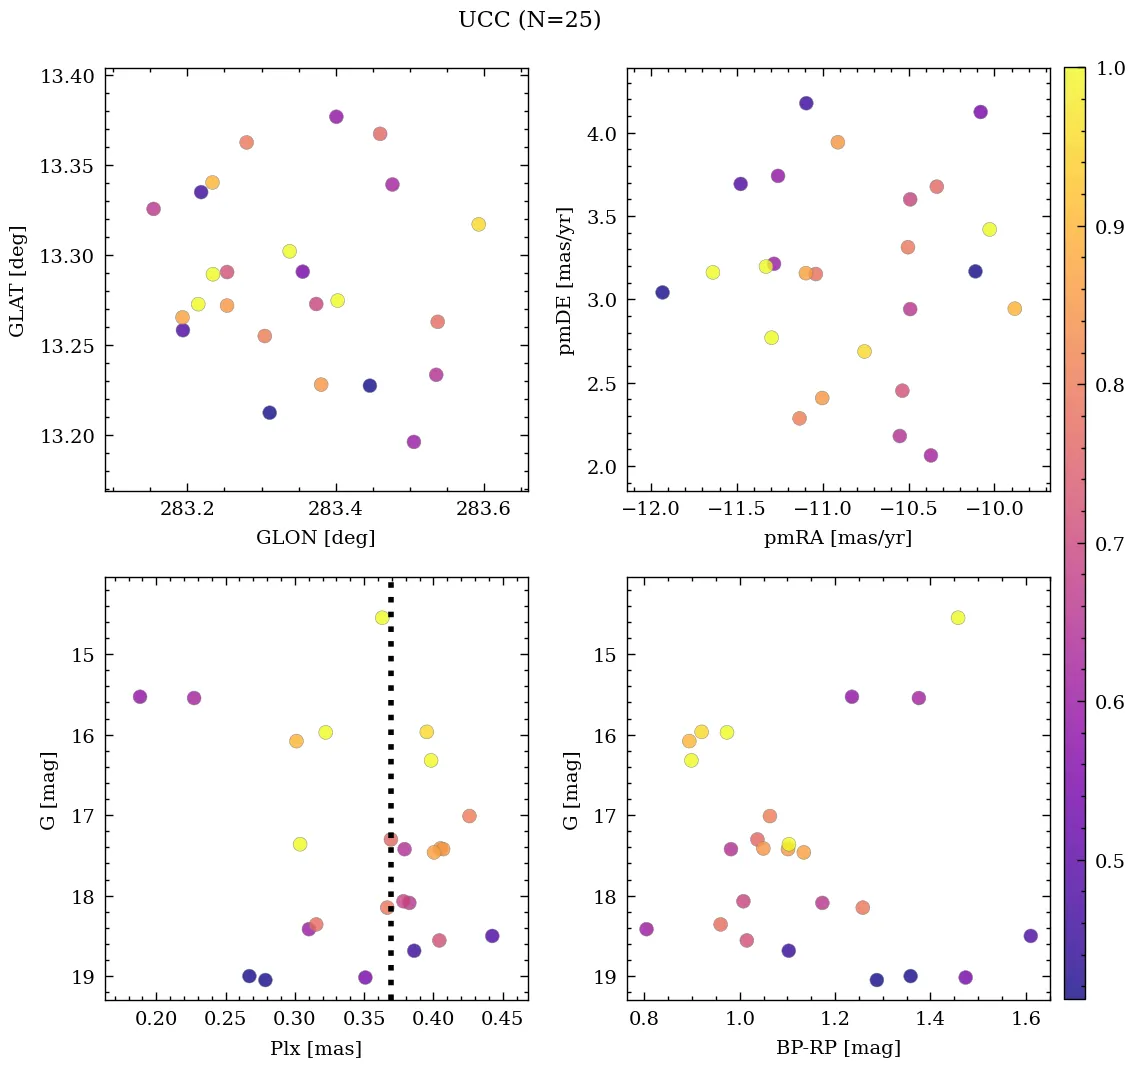 UCC (N=25)
13.40
13.35
13.30
13.25
13.20
GLAT [deg]
283.2 283.4 283.6
GLON [deg]
4.0
3.5
3.0
2.5
2.0
pmDE [mas/yr]
−12.0 −11.5 −11.0 −10.5 −10.0
pmRA [mas/yr]
15
16
17
18
19
G [mag]
0.20 0.25 0.30 0.35 0.40 0.45
Plx [mas]
15
16
17
18
19
G [mag]
0.8 1.0 1.2 1.4 1.6
BP-RP [mag]
1.0
0.9
0.8
0.7
0.6
0.5